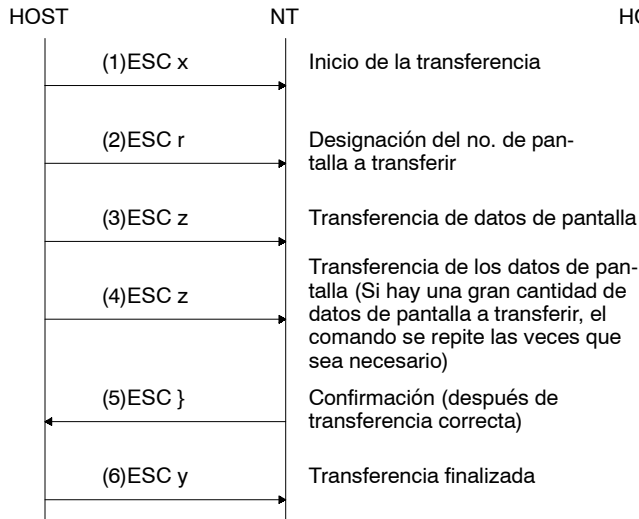 HOST NT HO
(1)ESC x Inicio de la transferencia
(2)ESC r Designación del no. de pan-
talla a transferir
(3)ESC z Transferencia de datos de pantalla
(4)ESC z Transferencia de los datos de pan-
talla (Si hay una gran cantidad de
datos de pantalla a transferir, el
comando se repite las veces que
sea necesario)
(5)ESC } Confirmación (después de
transferencia correcta)
(6)ESC y Transferencia finalizada